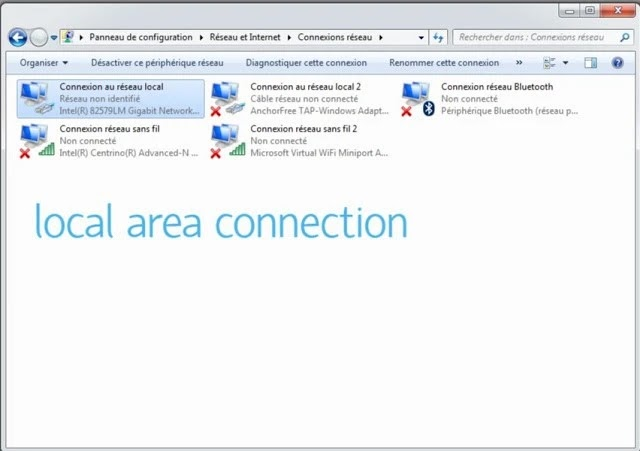 Panneau de configuration Réseau et Internet Connexions réseau Rechercher dans : Connexions réseau
Organiser Désactiver ce périphérique réseau Diagnostiquer cette connexion Renommer cette connexion »
Connexion au réseau local
Réseau non identifié
Intel(R) 82579LM Gigabit Network...
Connexion au réseau local 2
Câble réseau non connecté
AnchorFree TAP-Windows Adapt...
Connexion réseau Bluetooth
Non connecté
Périphérique Bluetooth (réseau p...
Connexion réseau sans fil
Non connecté
Intel(R) Centrino(R) Advanced-N ...
Connexion réseau sans fil 2
Non connecté
Microsoft Virtual WiFi Miniport A...
local area connection